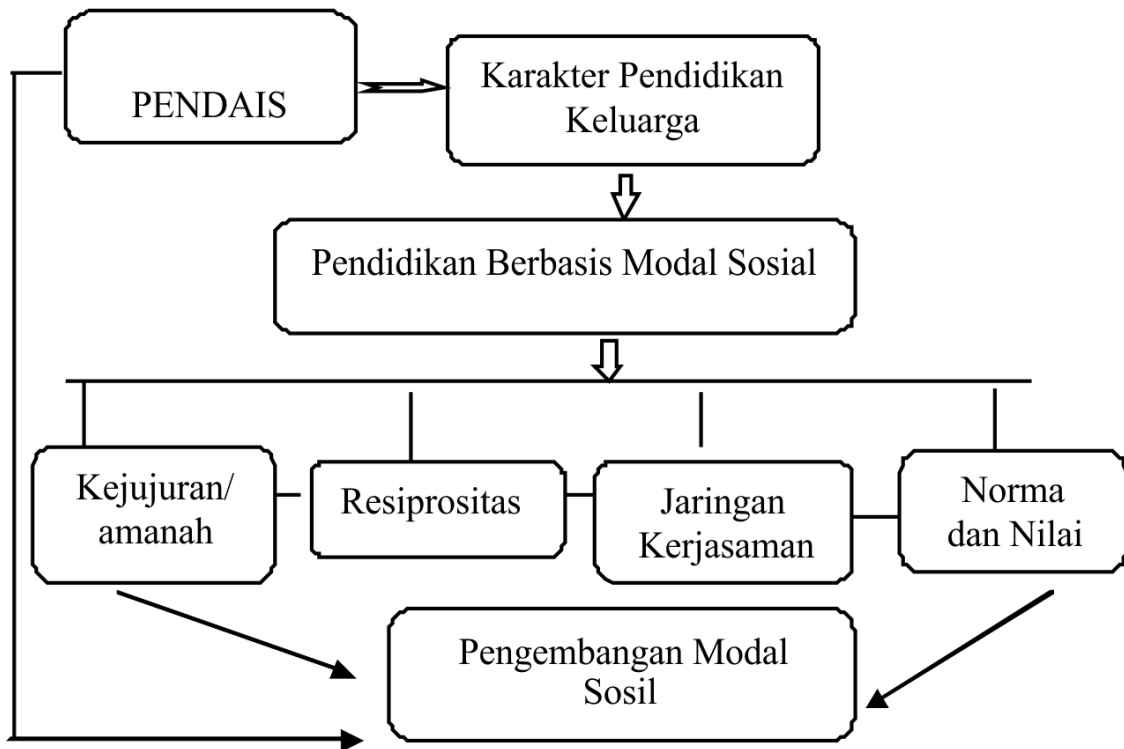 PENDAIS
Karakter Pendidikan
Keluarga
Pendidikan Berbasis Modal Sosial
Kejujuran/
amanah
Resiprositas
Jaringan
Kerjasaman
Norma
dan Nilai
Pengembangan Modal
Sosil